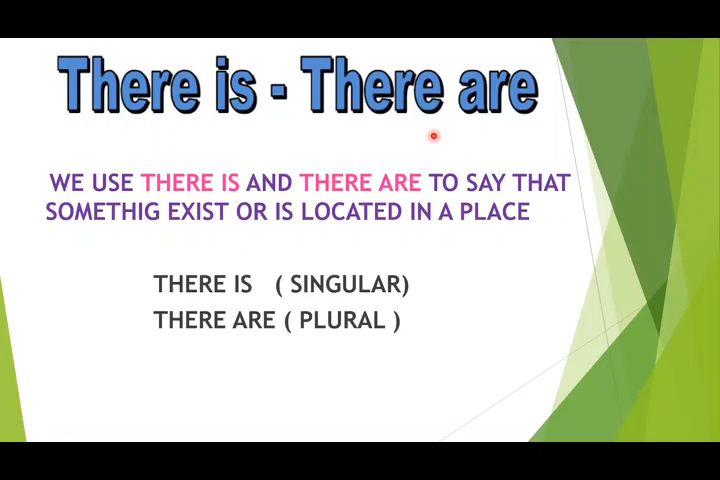 There is - There are
WE USE THERE IS AND THERE ARE TO SAY THAT
SOMETHIG EXIST OR IS LOCATED IN A PLACE
THERE IS ( SINGULAR)
THERE ARE ( PLURAL )